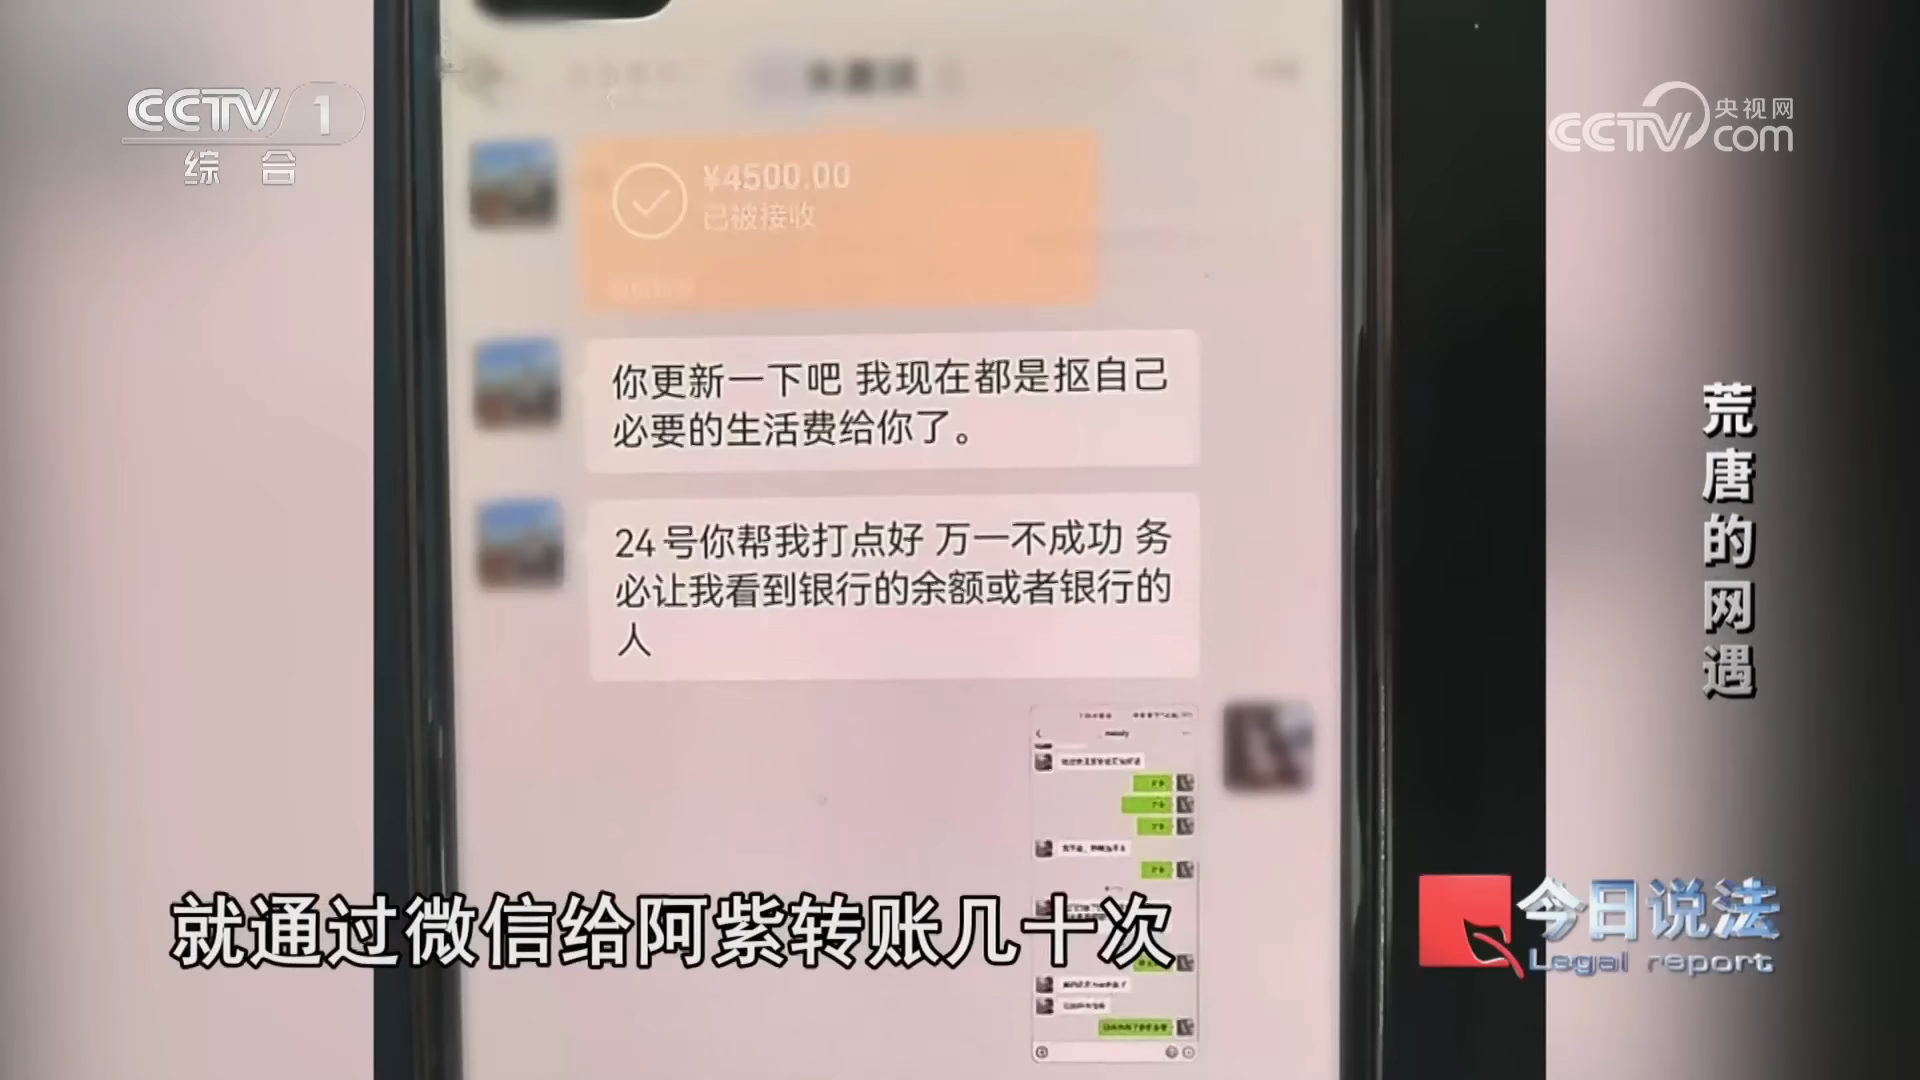 CCTV 1
综合
央视网
CCTV.com
¥4500.00
已被接收
你更新一下吧 我现在都是抠自己
必要的生活费给你了。
24号你帮我打点好 万一不成功 务
必让我看到银行的余额或者银行的
人
荒唐的网遇
就通过微信给阿紫转账几十次
今日说法
Legal report